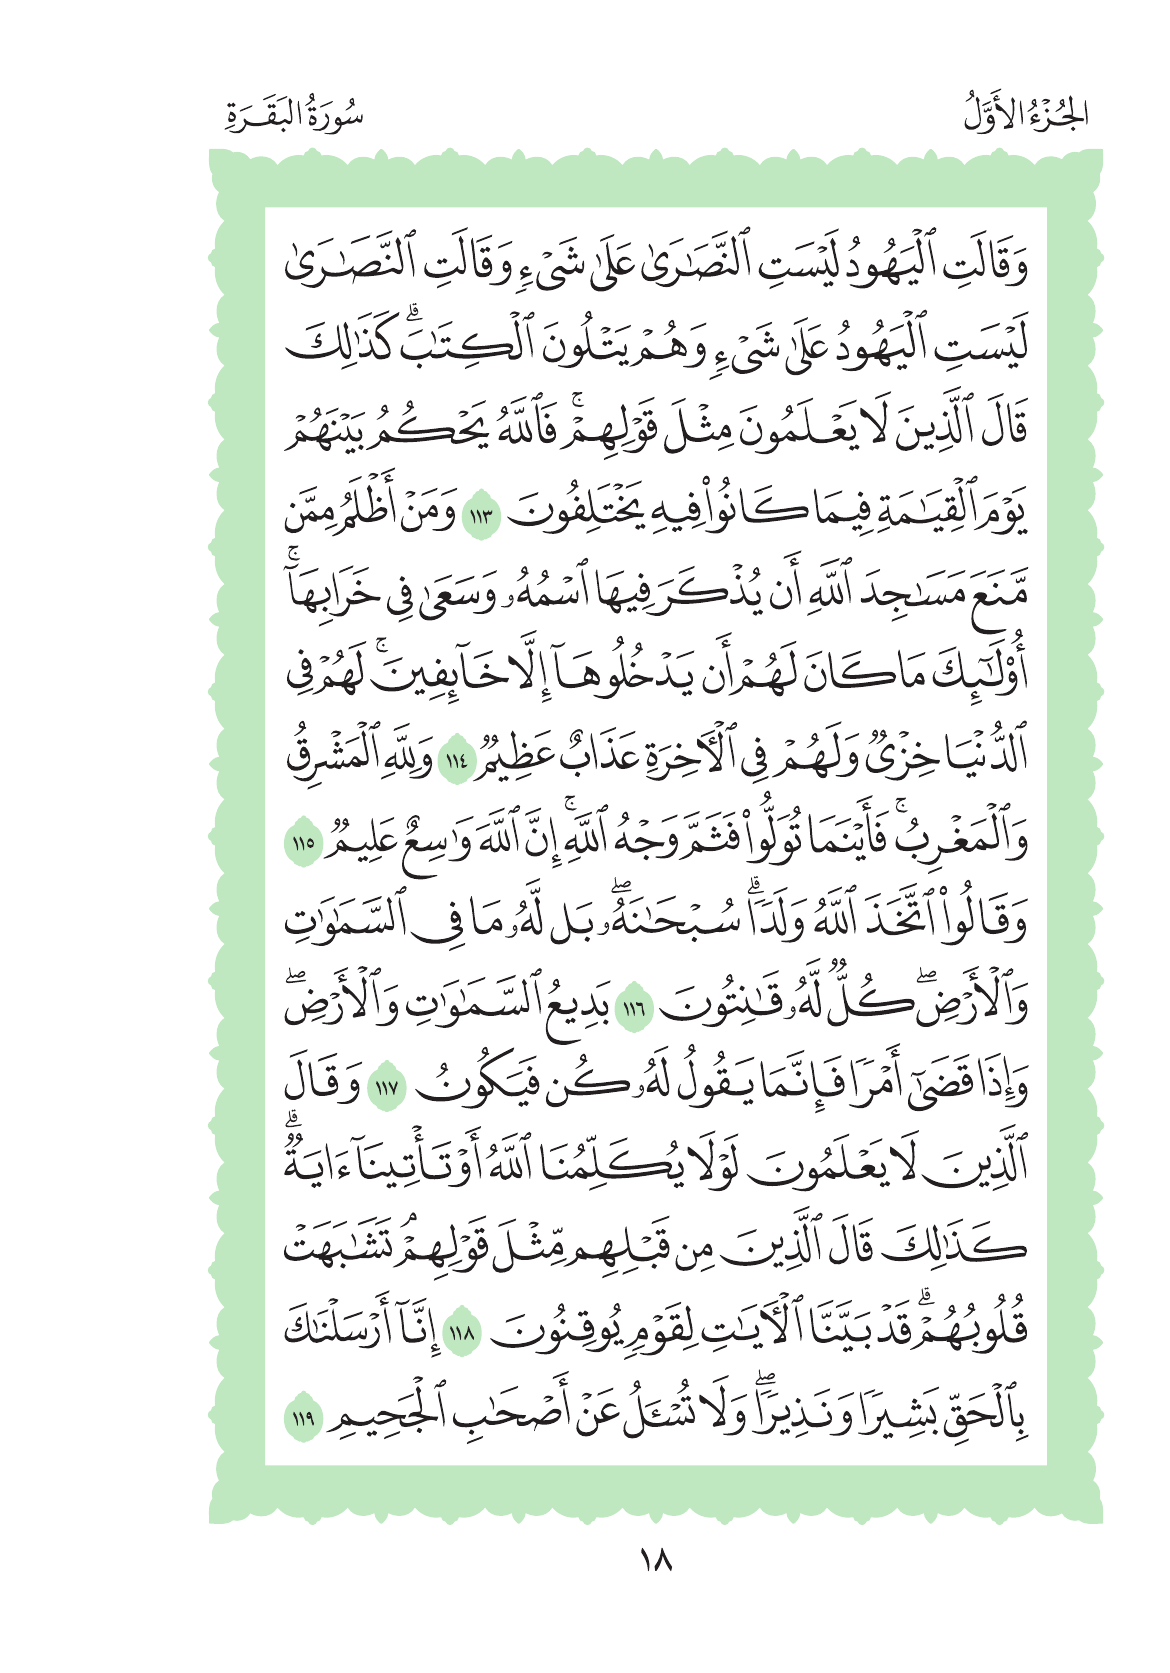 الجُزْءُ الأَوَّلُ سُورَةُ البَقَرَةِ
وَقَالَتِ ٱلْيَهُودُ لَيْسَتِ ٱلنَّصَـٰرَىٰ عَلَىٰ شَىْءٍ وَقَالَتِ ٱلنَّصَـٰرَىٰ
لَيْسَتِ ٱلْيَهُودُ عَلَىٰ شَىْءٍ وَهُمْ يَتْلُونَ ٱلْكِتَـٰبَ ۗ كَذَٰلِكَ
قَالَ ٱلَّذِينَ لَا يَعْلَمُونَ مِثْلَ قَوْلِهِمْ ۚ فَٱللَّهُ يَحْكُمُ بَيْنَهُمْ
يَوْمَ ٱلْقِيَـٰمَةِ فِيمَا كَانُوا۟ فِيهِ يَخْتَلِفُونَ ١١٣ وَمَنْ أَظْلَمُ مِمَّن
مَّنَعَ مَسَـٰجِدَ ٱللَّهِ أَن يُذْكَرَ فِيهَا ٱسْمُهُۥ وَسَعَىٰ فِى خَرَابِهَآ ۚ
أُو۟لَـٰٓئِكَ مَا كَانَ لَهُمْ أَن يَدْخُلُوهَآ إِلَّا خَآئِفِينَ ۚ لَهُمْ فِى
ٱلدُّنْيَا خِزْىٌ وَلَهُمْ فِى ٱلْـَٔاخِرَةِ عَذَابٌ عَظِيمٌ ١١٤ وَلِلَّهِ ٱلْمَشْرِقُ
وَٱلْمَغْرِبُ ۚ فَأَيْنَمَا تُوَلُّوا۟ فَثَمَّ وَجْهُ ٱللَّهِ ۚ إِنَّ ٱللَّهَ وَٰسِعٌ عَلِيمٌ ١١٥
وَقَالُوا۟ ٱتَّخَذَ ٱللَّهُ وَلَدًا ۗ سُبْحَـٰنَهُۥ ۖ بَل لَّهُۥ مَا فِى ٱلسَّمَـٰوَٰتِ
وَٱلْأَرْضِ ۖ كُلٌّ لَّهُۥ قَـٰنِتُونَ ١١٦ بَدِيعُ ٱلسَّمَـٰوَٰتِ وَٱلْأَرْضِ ۖ
وَإِذَا قَضَىٰٓ أَمْرًا فَإِنَّمَا يَقُولُ لَهُۥ كُن فَيَكُونُ ١١٧ وَقَالَ
ٱلَّذِينَ لَا يَعْلَمُونَ لَوْلَا يُكَلِّمُنَا ٱللَّهُ أَوْ تَأْتِينَآ ءَايَةٌ ۗ
كَذَٰلِكَ قَالَ ٱلَّذِينَ مِن قَبْلِهِم مِّثْلَ قَوْلِهِمْ ۘ تَشَـٰبَهَتْ
قُلُوبُهُمْ ۗ قَدْ بَيَّنَّا ٱلْـَٔايَـٰتِ لِقَوْمٍ يُوقِنُونَ ١١٨ إِنَّآ أَرْسَلْنَـٰكَ
بِٱلْحَقِّ بَشِيرًا وَنَذِيرًا ۖ وَلَا تُسْـَٔلُ عَنْ أَصْحَـٰبِ ٱلْجَحِيمِ ١١٩
١٨